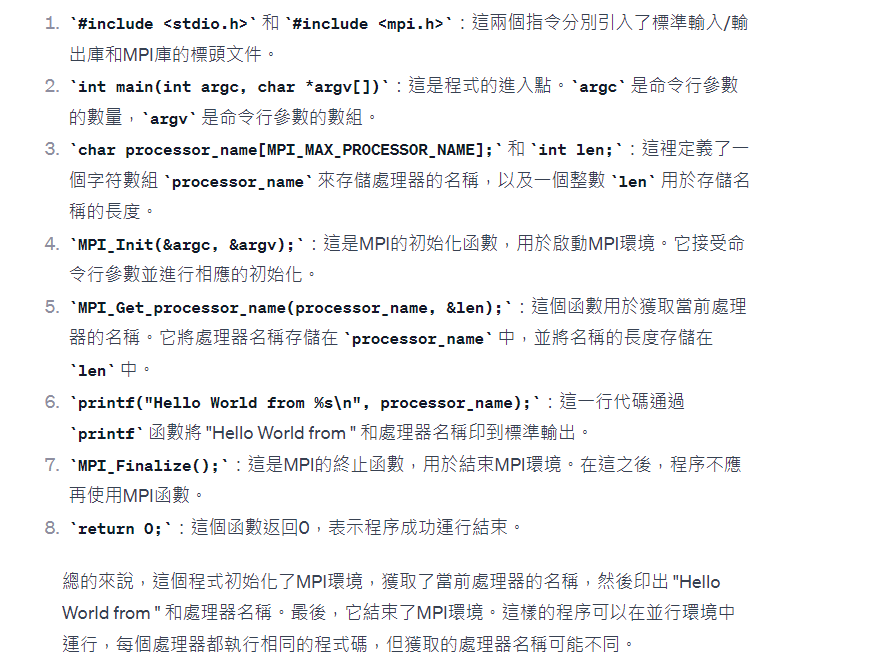 1. `#include <stdio.h>` 和 `#include <mpi.h>`：這兩個指令分別引入了標準輸入/輸
出庫和MPI庫的標頭文件。
2. `int main(int argc, char *argv[])`：這是程式的進入點。`argc` 是命令行參數
的數量，`argv` 是命令行參數的數組。
3. `char processor_name[MPI_MAX_PROCESSOR_NAME];` 和 `int len;`：這裡定義了一
個字符數組 `processor_name` 來存儲處理器的名稱，以及一個整數 `len` 用於存儲名
稱的長度。
4. `MPI_Init(&argc, &argv);`：這是MPI的初始化函數，用於啟動MPI環境。它接受命
令行參數並進行相應的初始化。
5. `MPI_Get_processor_name(processor_name, &len);`：這個函數用於獲取當前處理
器的名稱。它將處理器名稱存儲在 `processor_name` 中，並將名稱的長度存儲在
`len` 中。
6. `printf("Hello World from %s\n", processor_name);`：這一行代碼通過
`printf` 函數將 "Hello World from " 和處理器名稱印到標準輸出。
7. `MPI_Finalize();`：這是MPI的終止函數，用於結束MPI環境。在這之後，程序不應
再使用MPI函數。
8. `return 0;`：這個函數返回0，表示程序成功運行結束。
總的來說，這個程式初始化了MPI環境，獲取了當前處理器的名稱，然後印出 "Hello
World from " 和處理器名稱。最後，它結束了MPI環境。這樣的程序可以在並行環境中
運行，每個處理器都執行相同的程式碼，但獲取的處理器名稱可能不同。